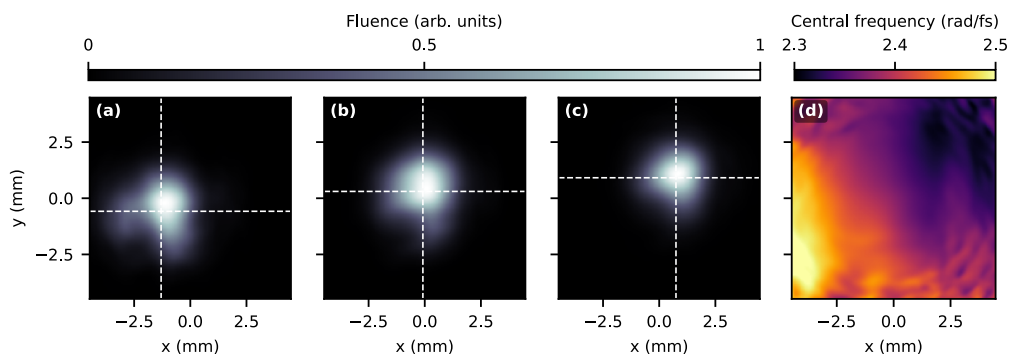 Fluence (arb. units)
Central frequency (rad/fs)
0 0.5 1
2.3 2.4 2.5
(a) (b) (c) (d)
2.5
0.0
−2.5
y (mm)
−2.5 0.0 2.5 −2.5 0.0 2.5 −2.5 0.0 2.5 −2.5 0.0 2.5
x (mm) x (mm) x (mm) x (mm)